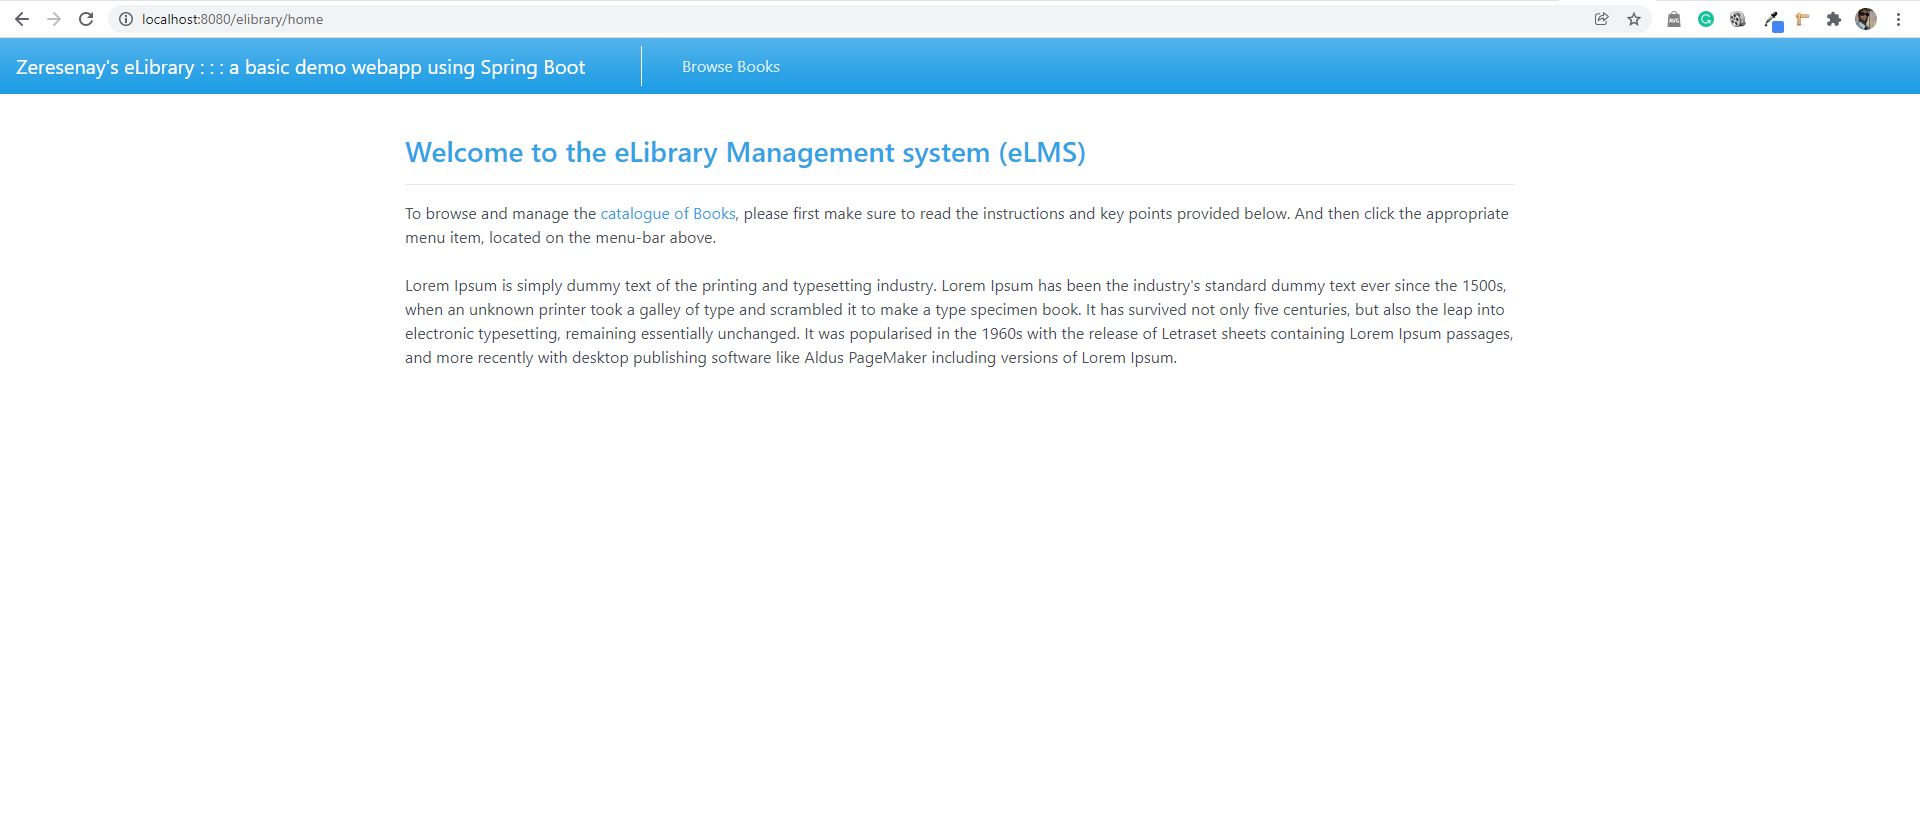 localhost:8080/elibrary/home
Zeresenay's eLibrary : : : a basic demo webapp using Spring Boot
Browse Books
Welcome to the eLibrary Management system (eLMS)
To browse and manage the catalogue of Books, please first make sure to read the instructions and key points provided below. And then click the appropriate
menu item, located on the menu-bar above.
Lorem Ipsum is simply dummy text of the printing and typesetting industry. Lorem Ipsum has been the industry's standard dummy text ever since the 1500s,
when an unknown printer took a galley of type and scrambled it to make a type specimen book. It has survived not only five centuries, but also the leap into
electronic typesetting, remaining essentially unchanged. It was popularised in the 1960s with the release of Letraset sheets containing Lorem Ipsum passages,
and more recently with desktop publishing software like Aldus PageMaker including versions of Lorem Ipsum.